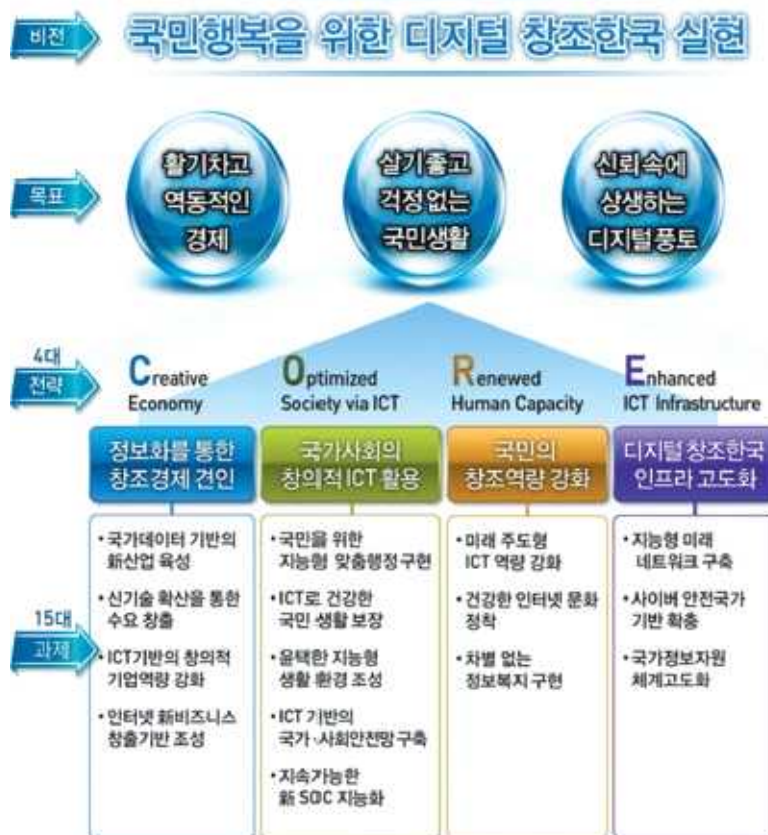 비전
국민행복을 위한 디지털 창조한국 실현
목표
활기차고
역동적인
경제
살기좋고
걱정없는
국민생활
신뢰속에
상생하는
디지털풍토
4대
전략
Creative
Economy
Optimized
Society via ICT
Renewed
Human Capacity
Enhanced
ICT Infrastructure
정보화를 통한
창조경제 견인
국가사회의
창의적 ICT 활용
국민의
창조역량 강화
디지털 창조한국
인프라 고도화
15대
과제
• 국가데이터 기반의
新산업 육성
• 신기술 확산을 통한
수요 창출
• ICT기반의 창의적
기업역량 강화
• 인터넷 新비즈니스
창출기반 조성
• 국민을 위한
지능형 맞춤행정 구현
• ICT로 건강한
국민 생활 보장
• 윤택한 지능형
생활 환경 조성
• ICT 기반의
국가·사회안전망 구축
• 지속가능한
新 SOC 지능화
• 미래 주도형
ICT 역량 강화
• 건강한 인터넷 문화
정착
• 차별 없는
정보복지 구현
• 지능형 미래
네트워크 구축
• 사이버 안전국가
기반 확충
• 국가정보자원
체계고도화